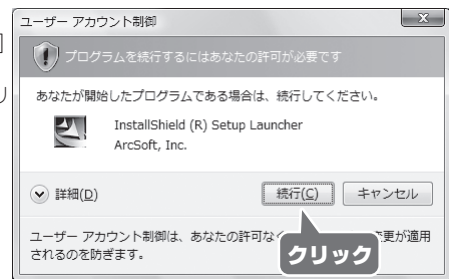 ユーザー アカウント制御
]
プログラムを続行するにはあなたの許可が必要です
リ
あなたが開始したプログラムである場合は、続行してください。
InstallShield (R) Setup Launcher
ArcSoft, Inc.
詳細(D)
続行(C)
キャンセル
ユーザー アカウント制御は、あなたの許可なく 変更が適用
されるのを防ぎます。
クリック